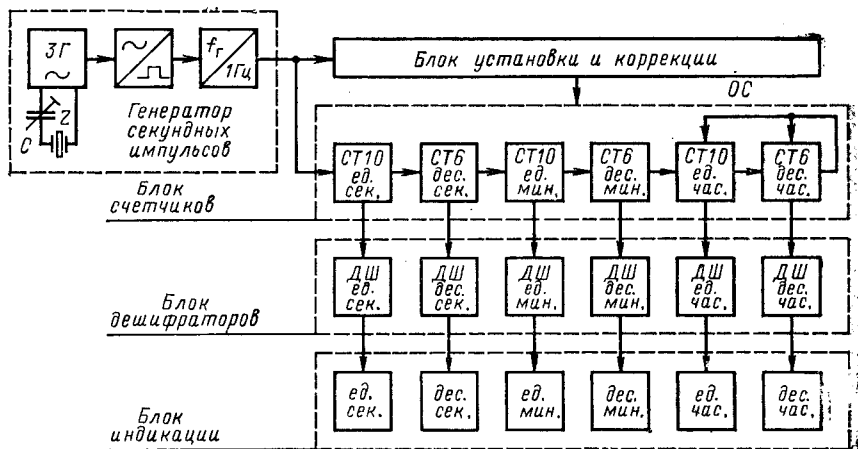 ЗГ
fг
1Гц
Блок установки и коррекции
С
Z
Генератор
секундных
импульсов
ОС
СТ10
ед.
сек.
СТ6
дес.
сек.
СТ10
ед.
мин.
СТ6
дес.
мин.
СТ10
ед.
час.
СТ6
дес.
час.
Блок
счетчиков
ДШ
ед.
сек.
ДШ
дес.
сек.
ДШ
ед.
мин.
ДШ
дес.
мин.
ДШ
ед.
час.
ДШ
дес.
час.
Блок
дешифраторов
ед.
сек.
дес.
сек.
ед.
мин.
дес.
мин.
ед.
час.
дес.
час.
Блок
индикации